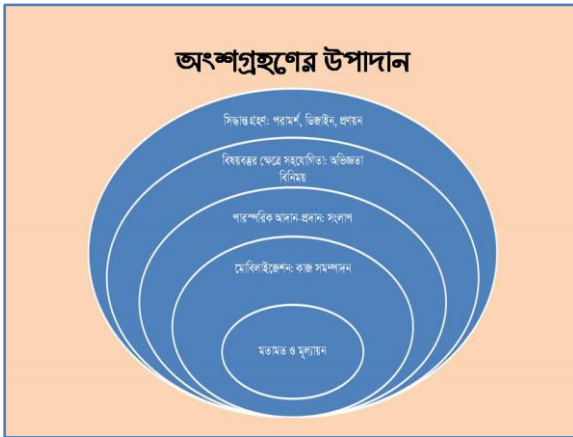 অংশগ্রহণের উপাদান
সিদ্ধান্তগ্রহণ: পরামর্শ, ডিজাইন, প্রণয়ন
বিষয়বস্তুর ক্ষেত্রে সহযোগিতা: অভিজ্ঞতা
বিনিময়
পারস্পরিক আদান-প্রদান: সংলাপ
মোবিলাইজেশন: কাজ সমম্পাদন
মতামত ও মূল্যায়ন